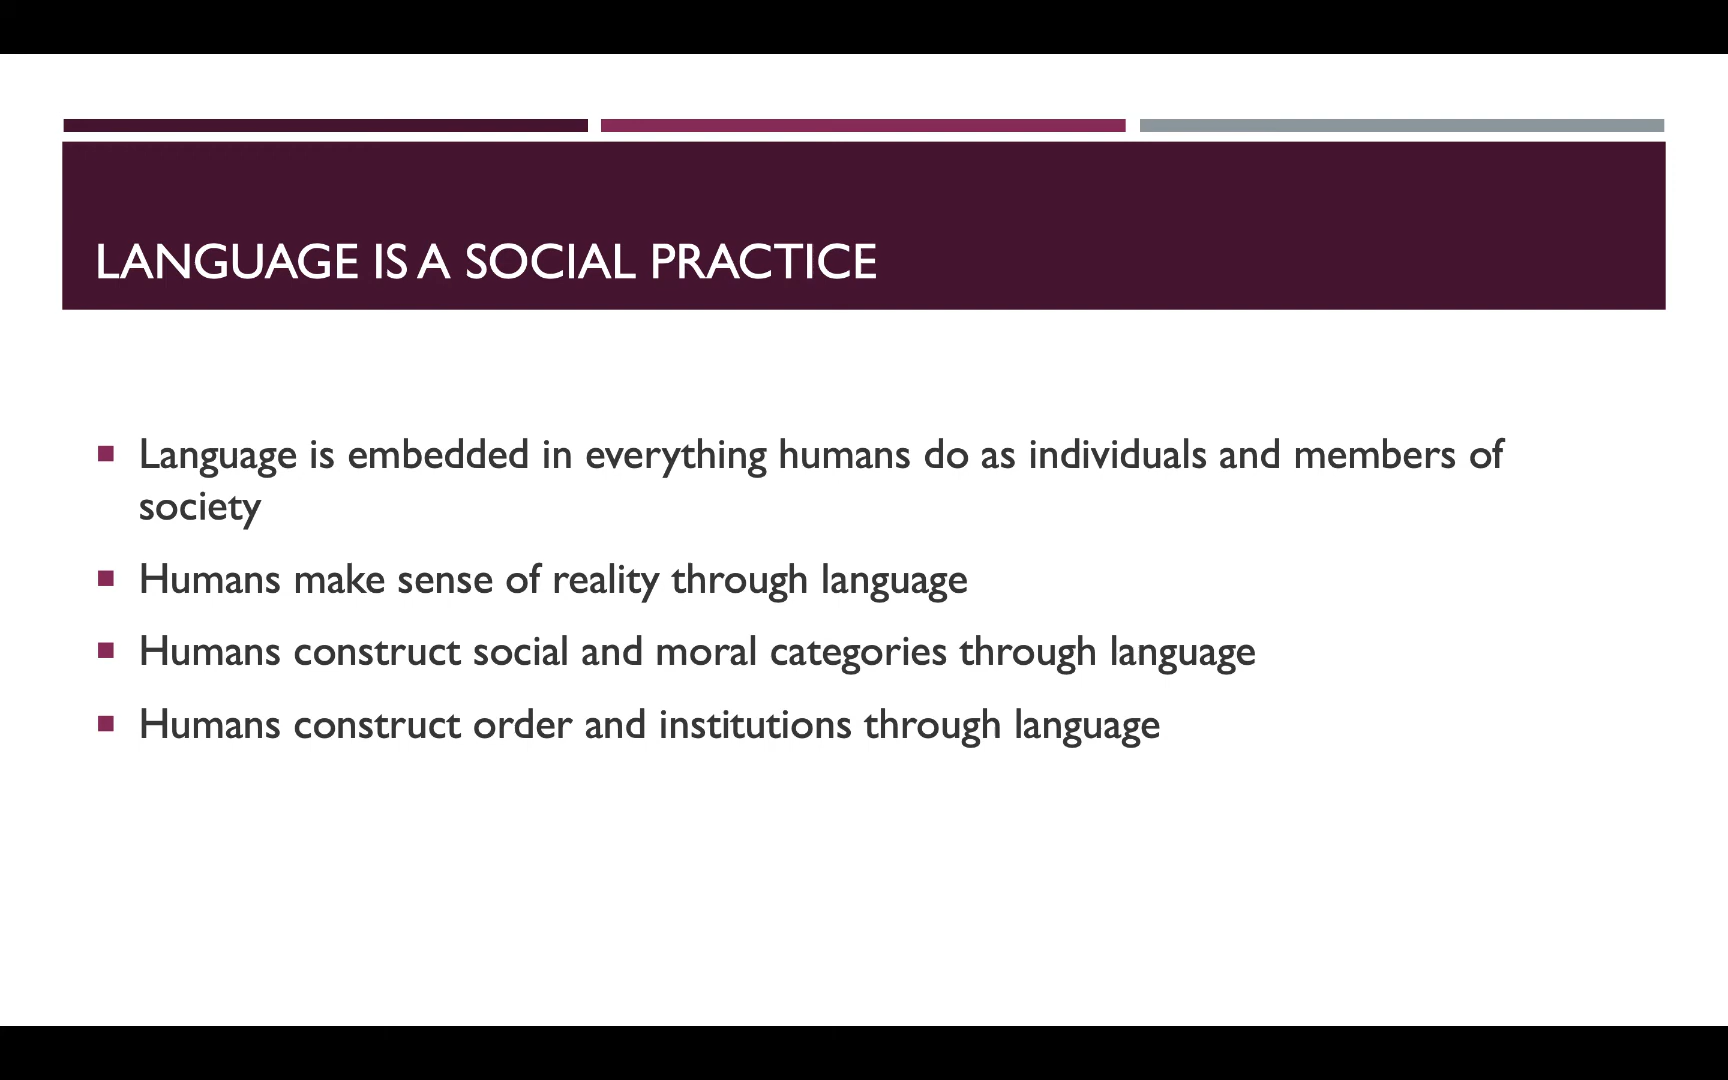 LANGUAGE IS A SOCIAL PRACTICE
Language is embedded in everything humans do as individuals and members of
society
Humans make sense of reality through language
Humans construct social and moral categories through language
Humans construct order and institutions through language